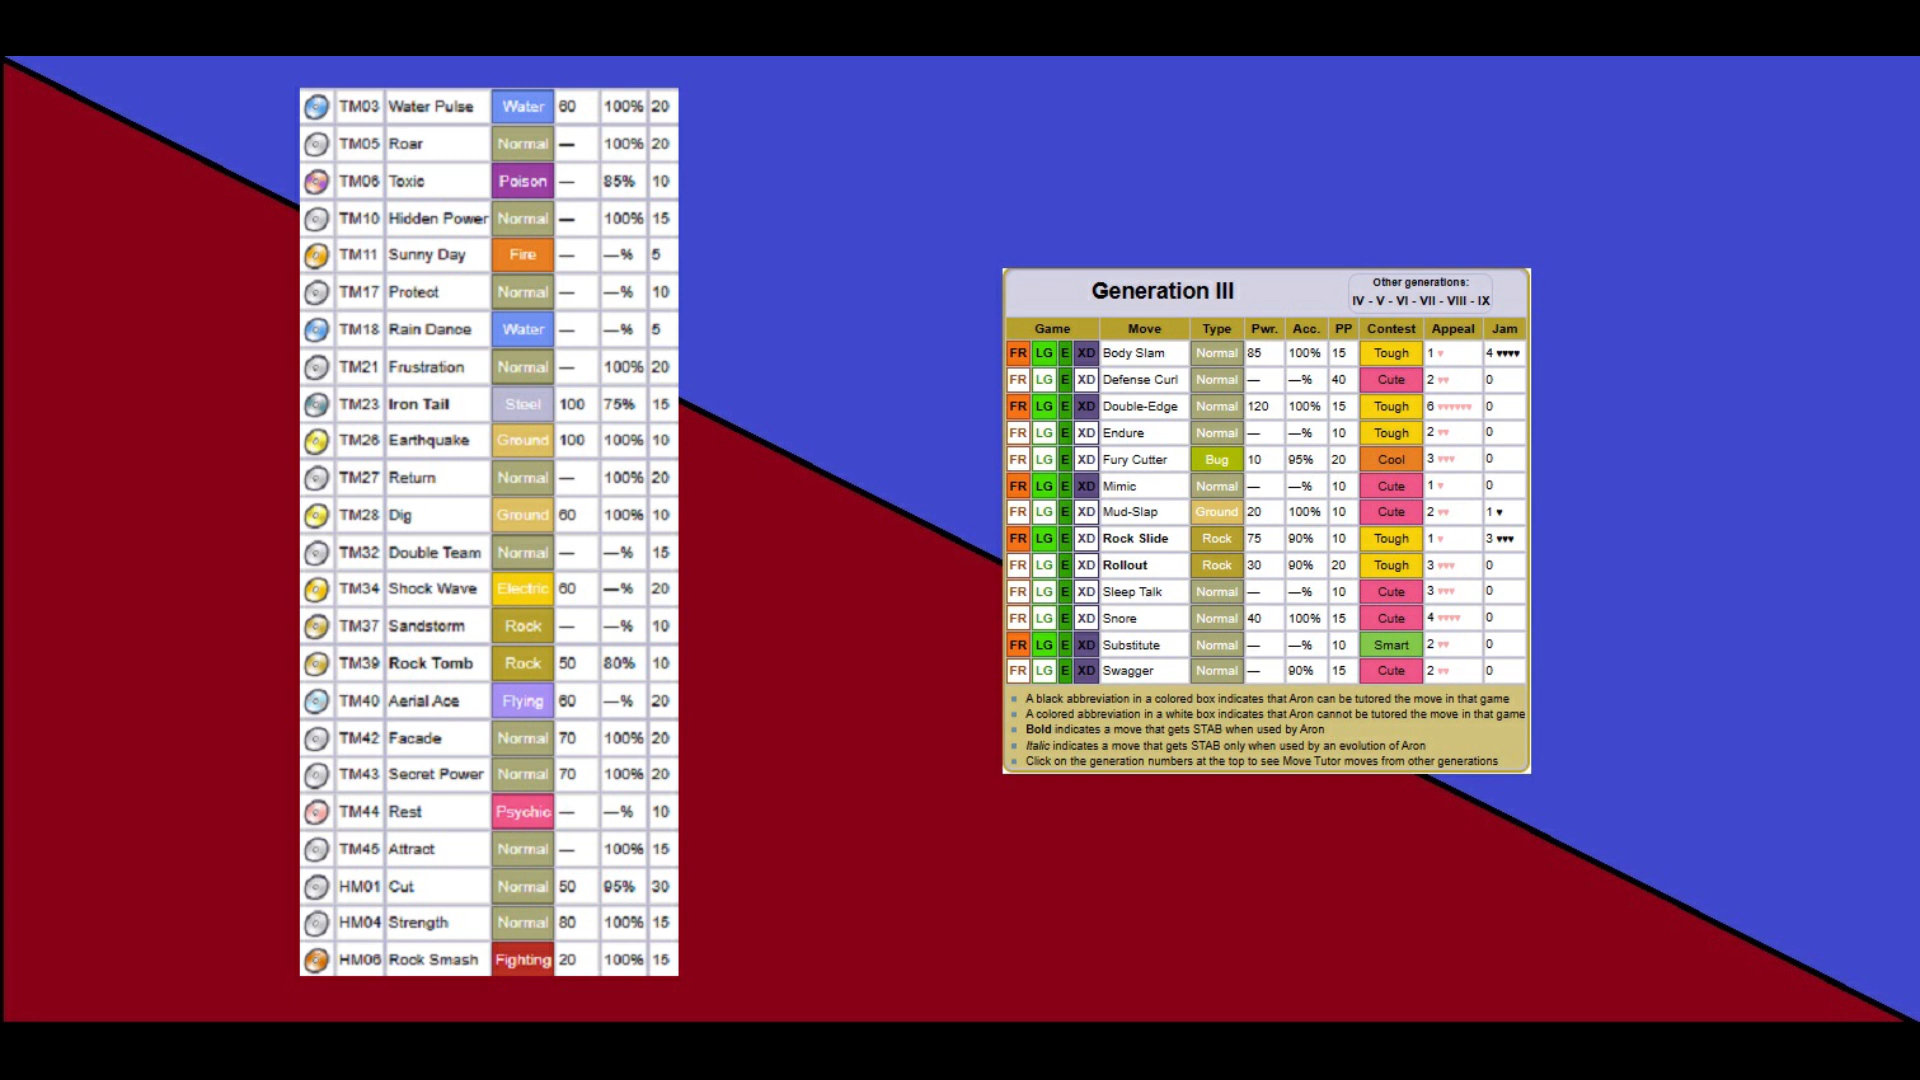 TM03 Water Pulse Water 60 100% 20
TM05 Roar Normal — 100% 20
TM06 Toxic Poison — 85% 10
TM10 Hidden Power Normal — 100% 15
TM11 Sunny Day Fire — —% 5
TM17 Protect Normal — —% 10
TM18 Rain Dance Water — —% 5
TM21 Frustration Normal — 100% 20
TM23 Iron Tail Steel 100 75% 15
TM26 Earthquake Ground 100 100% 10
TM27 Return Normal — 100% 20
TM28 Dig Ground 60 100% 10
TM32 Double Team Normal — —% 15
TM34 Shock Wave Electric 60 —% 20
TM37 Sandstorm Rock — —% 10
TM39 Rock Tomb Rock 50 80% 10
TM40 Aerial Ace Flying 60 —% 20
TM42 Facade Normal 70 100% 20
TM43 Secret Power Normal 70 100% 20
TM44 Rest Psychic — —% 10
TM45 Attract Normal — 100% 15
HM01 Cut Normal 50 95% 30
HM04 Strength Normal 80 100% 15
HM06 Rock Smash Fighting 20 100% 15
Generation III
Other generations:
IV - V - VI - VII - VIII - IX
Game Move Type Pwr. Acc. PP Contest Appeal Jam
FR LG E XD Body Slam Normal 85 100% 15 Tough 1 ♥ 4 ♥♥♥♥
FR LG E XD Defense Curl Normal — —% 40 Cute 2 ♥♥ 0
FR LG E XD Double-Edge Normal 120 100% 15 Tough 6 ♥♥♥♥♥♥ 0
FR LG E XD Endure Normal — —% 10 Tough 2 ♥♥ 0
FR LG E XD Fury Cutter Bug 10 95% 20 Cool 3 ♥♥♥ 0
FR LG E XD Mimic Normal — —% 10 Cute 1 ♥ 0
FR LG E XD Mud-Slap Ground 20 100% 10 Cute 2 ♥♥ 1 ♥
FR LG E XD Rock Slide Rock 75 90% 10 Tough 1 ♥ 3 ♥♥♥
FR LG E XD Rollout Rock 30 90% 20 Tough 3 ♥♥♥ 0
FR LG E XD Sleep Talk Normal — —% 10 Cute 3 ♥♥♥ 0
FR LG E XD Snore Normal 40 100% 15 Cute 4 ♥♥♥♥ 0
FR LG E XD Substitute Normal — —% 10 Smart 2 ♥♥ 0
FR LG E XD Swagger Normal — 90% 15 Cute 2 ♥♥ 0
A black abbreviation in a colored box indicates that Aron can be tutored the move in that game
A colored abbreviation in a white box indicates that Aron cannot be tutored the move in that game
Bold indicates a move that gets STAB when used by Aron
Italic indicates a move that gets STAB only when used by an evolution of Aron
Click on the generation numbers at the top to see Move Tutor moves from other generations